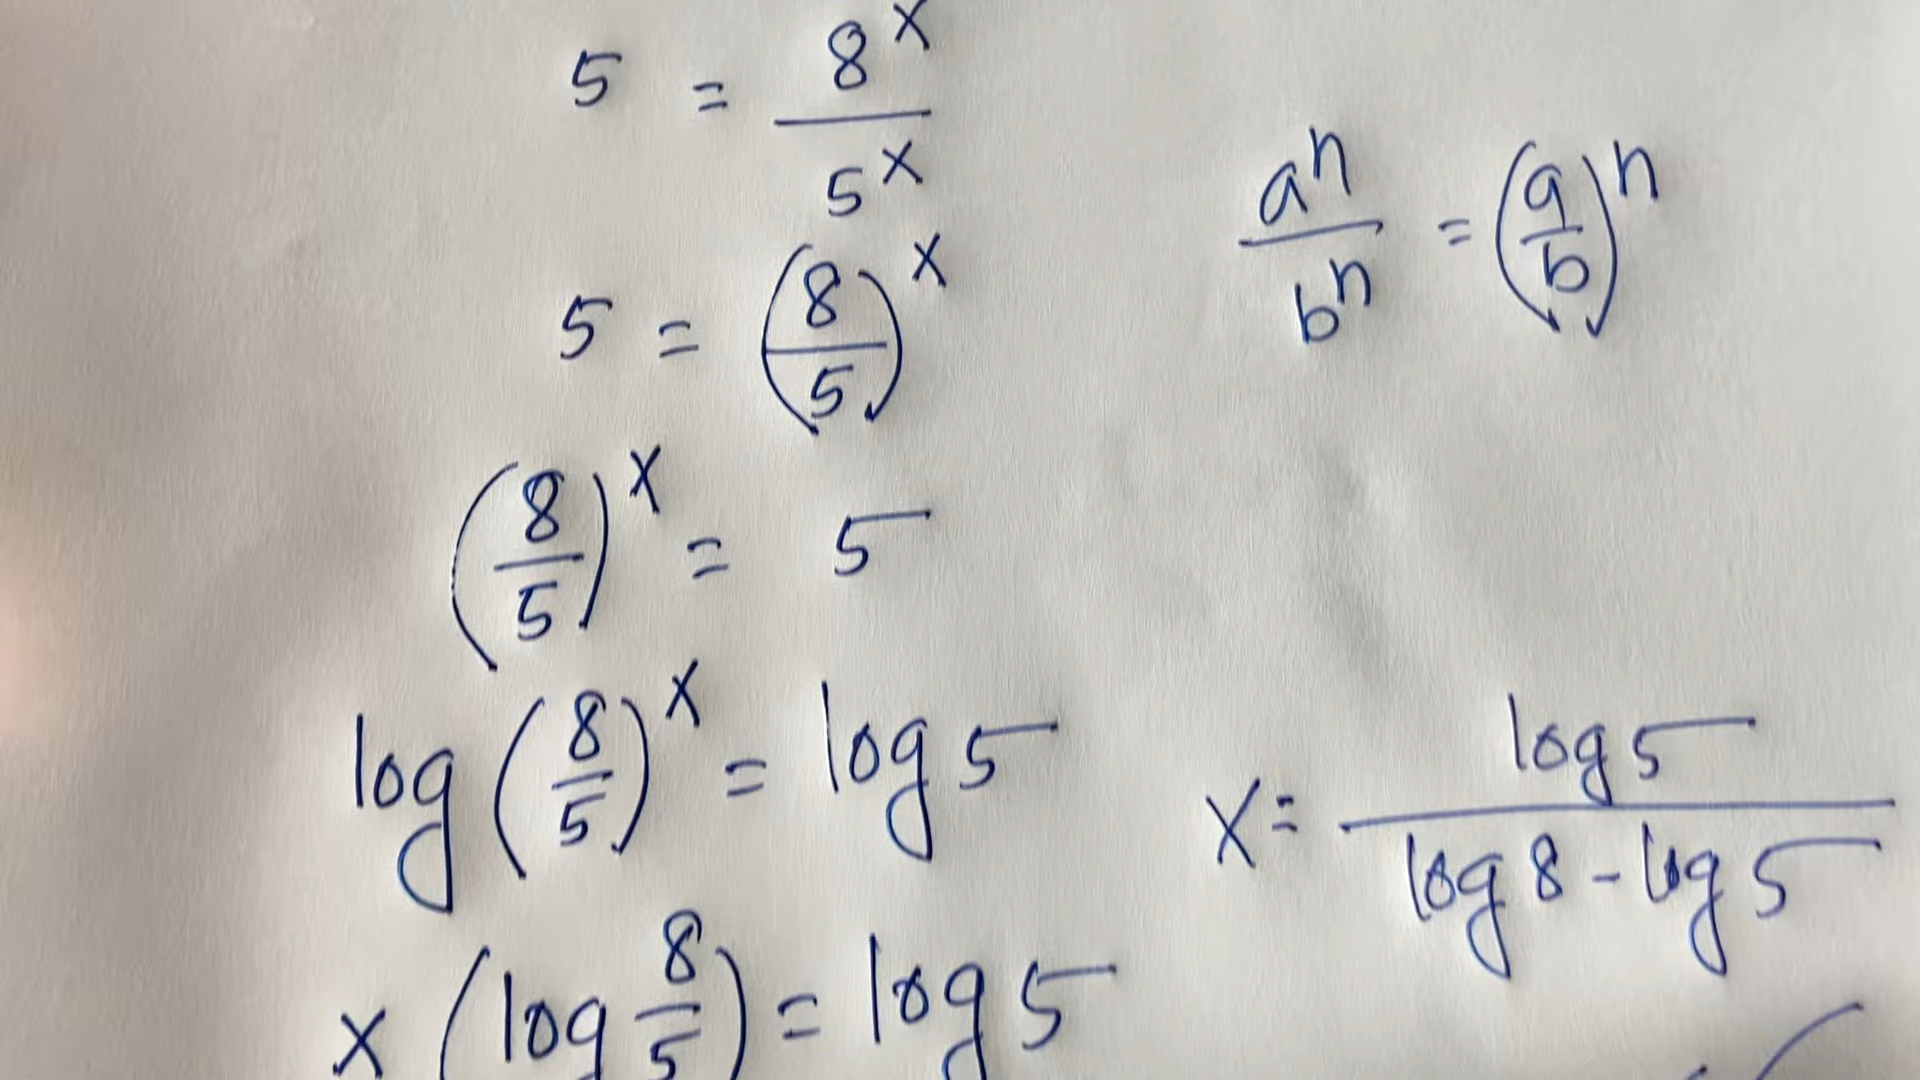 5 = 8^x / 5^x
5 = (8/5)^x
(8/5)^x = 5
log (8/5)^x = log 5
x (log 8/5) = log 5
a^n / b^n = (a/b)^n
x = log 5 / (log 8 - log 5)